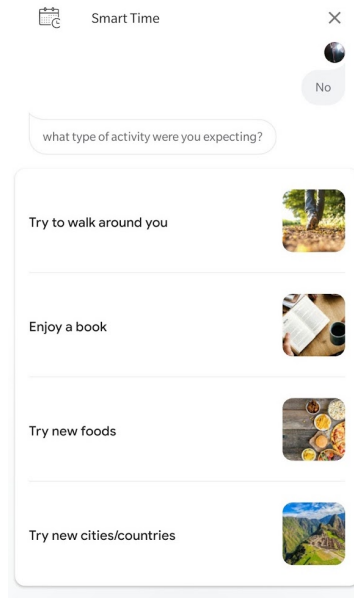 Smart Time
No
what type of activity were you expecting?
Try to walk around you
Enjoy a book
Try new foods
Try new cities/countries